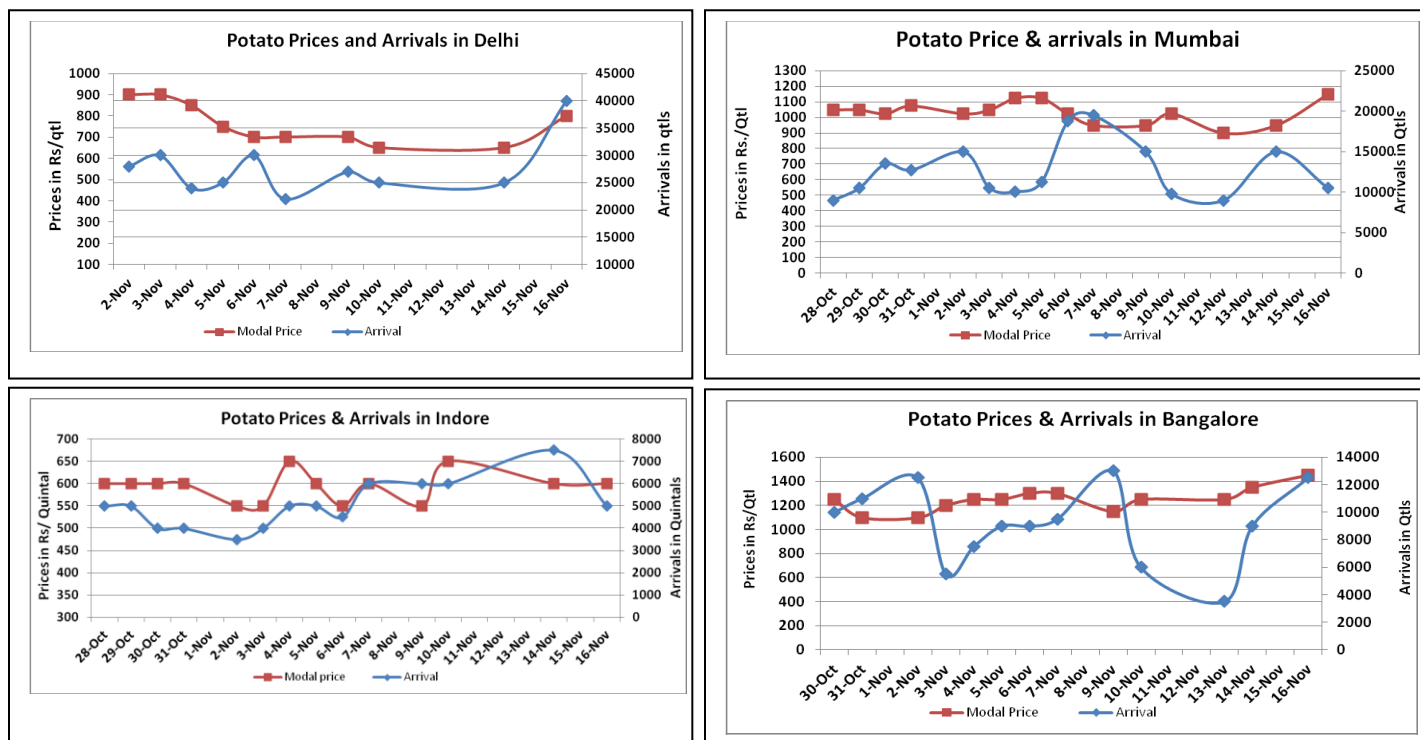 Potato Prices and Arrivals in Delhi
Prices in Rs/qtl
1000
900
800
700
600
500
400
300
200
100
45000
40000
35000
30000
25000
20000
15000
10000
Arrivals in qtls
2-Nov
3-Nov
4-Nov
5-Nov
6-Nov
7-Nov
8-Nov
9-Nov
10-Nov
11-Nov
12-Nov
13-Nov
14-Nov
15-Nov
16-Nov
Modal Price
Arrival
Potato Price & arrivals in Mumbai
Prices in Rs./Qtl
1300
1200
1100
1000
900
800
700
600
500
400
300
200
100
0
25000
20000
15000
10000
5000
0
Arrivals in Qtls
28-Oct
29-Oct
30-Oct
31-Oct
1-Nov
2-Nov
3-Nov
4-Nov
5-Nov
6-Nov
7-Nov
8-Nov
9-Nov
10-Nov
11-Nov
12-Nov
13-Nov
14-Nov
15-Nov
16-Nov
Modal Price
Arrival
Potato Prices & Arrivals in Indore
Prices in Rs/ Quintal
700
650
600
550
500
450
400
350
300
8000
7000
6000
5000
4000
3000
2000
1000
0
Arrivals in Quintals
28-Oct
29-Oct
30-Oct
31-Oct
1-Nov
2-Nov
3-Nov
4-Nov
5-Nov
6-Nov
7-Nov
8-Nov
9-Nov
10-Nov
11-Nov
12-Nov
13-Nov
14-Nov
15-Nov
16-Nov
Modal price
Arrival
Potato Prices & Arrivals in Bangalore
Prices in Rs/Qtl
1600
1400
1200
1000
800
600
400
200
0
14000
12000
10000
8000
6000
4000
2000
0
Arrivals in Qtls
30-Oct
31-Oct
1-Nov
2-Nov
3-Nov
4-Nov
5-Nov
6-Nov
7-Nov
8-Nov
9-Nov
10-Nov
11-Nov
12-Nov
13-Nov
14-Nov
15-Nov
16-Nov
Modal Price
Arrival